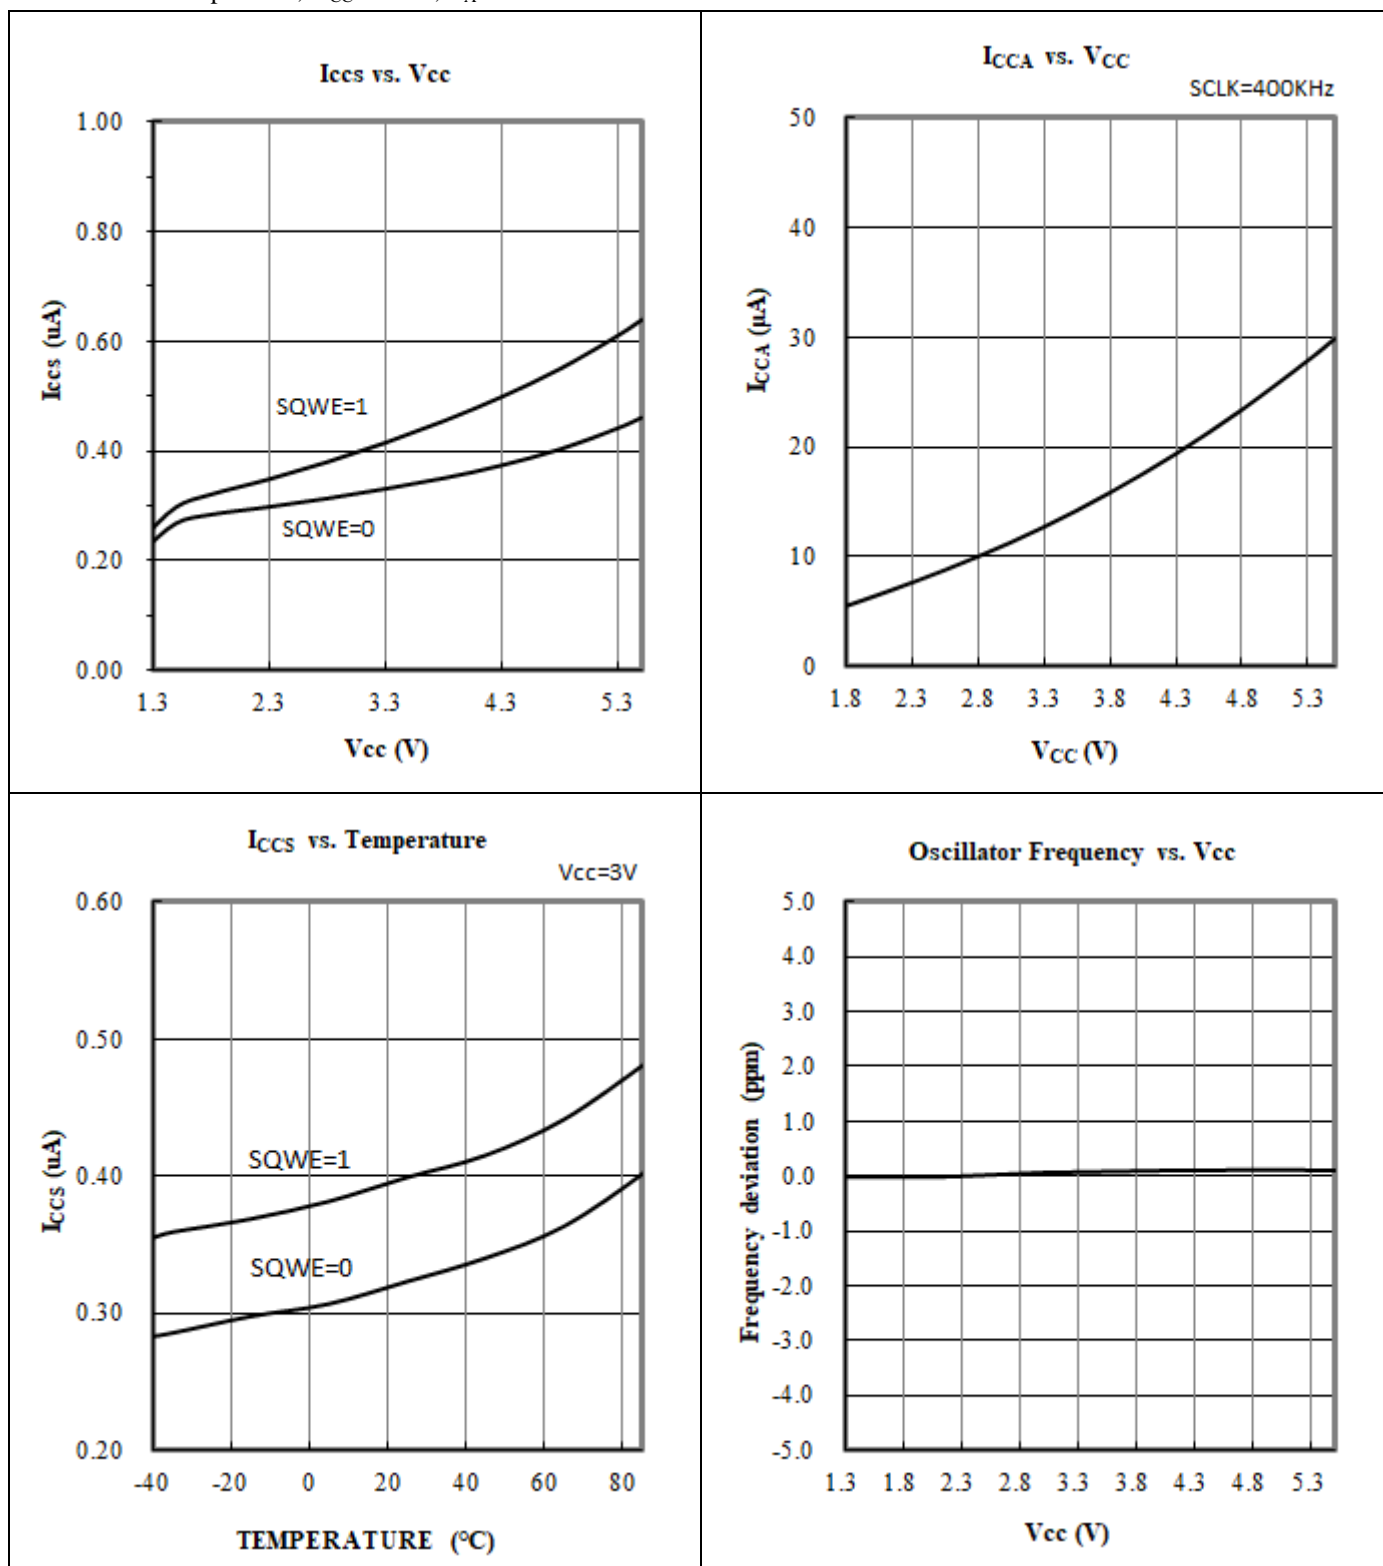 Iccs vs. Vcc
1.00
0.80
0.60
0.40
0.20
0.00
Iccs (uA)
SQWE=1
SQWE=0
1.3 2.3 3.3 4.3 5.3
Vcc (V)
ICCA vs. VCC
SCLK=400KHz
50
40
30
20
10
0
ICCA (µA)
1.8 2.3 2.8 3.3 3.8 4.3 4.8 5.3
VCC (V)
ICCS vs. Temperature
Vcc=3V
0.60
0.50
0.40
0.30
0.20
ICCS (uA)
SQWE=1
SQWE=0
-40 -20 0 20 40 60 80
TEMPERATURE (°C)
Oscillator Frequency vs. Vcc
5.0
4.0
3.0
2.0
1.0
0.0
-1.0
-2.0
-3.0
-4.0
-5.0
Frequency deviation (ppm)
1.3 1.8 2.3 2.8 3.3 3.8 4.3 4.8 5.3
Vcc (V)